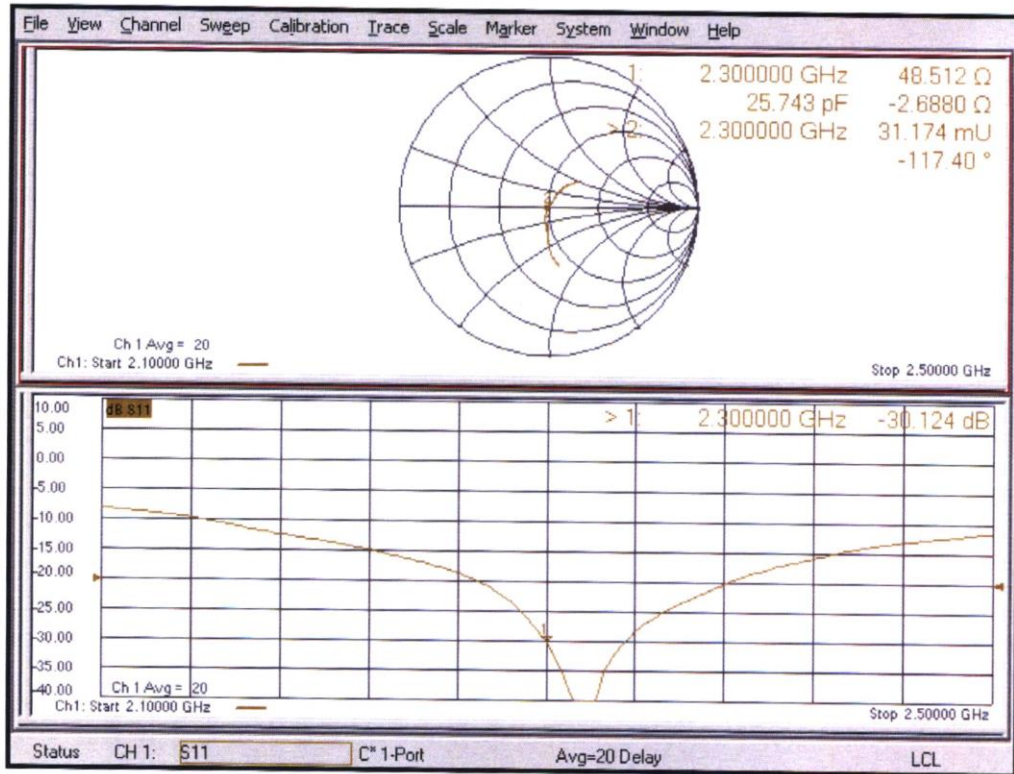 File View Channel Sweep Calibration Trace Scale Marker System Window Help
1: 2.300000 GHz 48.512 Ω
25.743 pF -2.6880 Ω
> 2: 2.300000 GHz 31.174 mU
-117.40 °
Ch 1 Avg = 20
Ch1: Start 2.10000 GHz
Stop 2.50000 GHz
dB S11
> 1: 2.300000 GHz -30.124 dB
10.00
5.00
0.00
-5.00
-10.00
-15.00
-20.00
-25.00
-30.00
-35.00
-40.00
1
Ch 1 Avg = 20
Ch1: Start 2.10000 GHz
Stop 2.50000 GHz
Status CH 1: S11 C* 1-Port Avg=20 Delay LCL